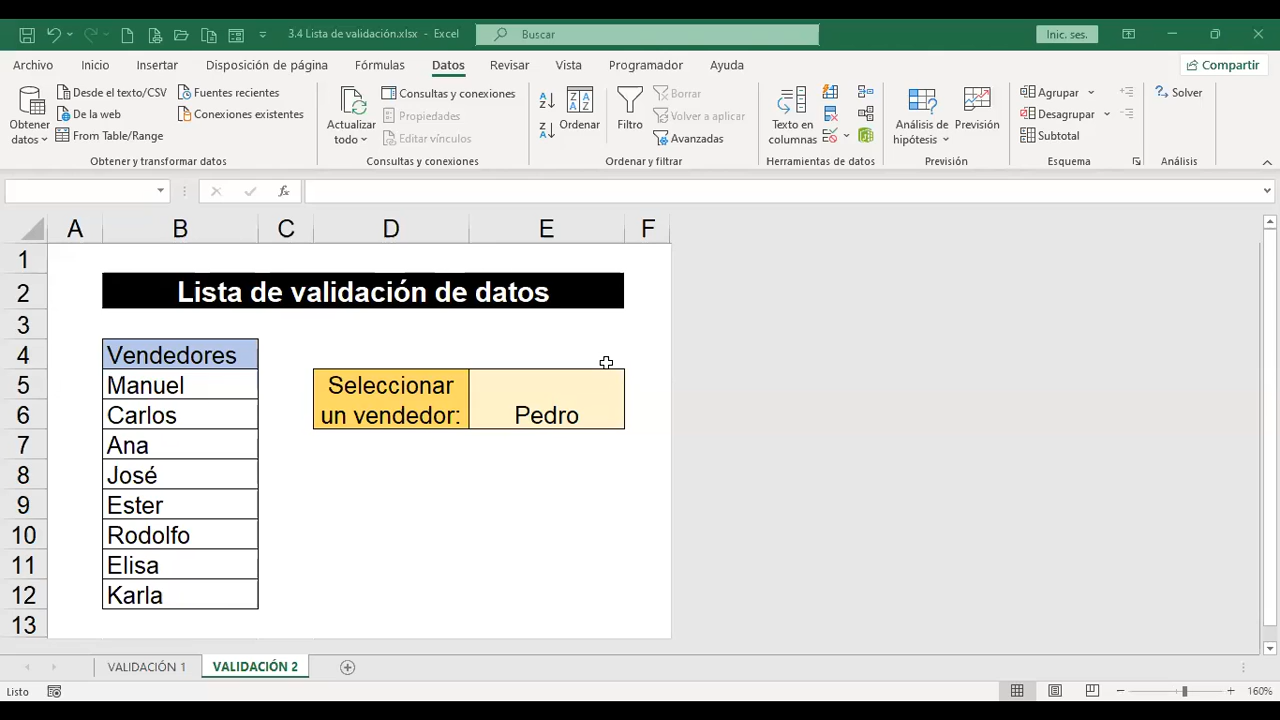 3.4 Lista de validación.xlsx - Excel
Buscar
Inic. ses.
Archivo Inicio Insertar Disposición de página Fórmulas Datos Revisar Vista Programador Ayuda
Compartir
Obtener datos
Desde el texto/CSV
De la web
From Table/Range
Fuentes recientes
Conexiones existentes
Obtener y transformar datos
Actualizar todo
Consultas y conexiones
Propiedades
Editar vínculos
Consultas y conexiones
Ordenar
Filtro
Borrar
Volver a aplicar
Avanzadas
Ordenar y filtrar
Texto en columnas
Herramientas de datos
Análisis de hipótesis
Previsión
Previsión
Agrupar
Desagrupar
Subtotal
Esquema
Solver
Análisis
fx
A B C D E F
1
2 Lista de validación de datos
3
4 Vendedores
5 Manuel Seleccionar
6 Carlos un vendedor: Pedro
7 Ana
8 José
9 Ester
10 Rodolfo
11 Elisa
12 Karla
13
VALIDACIÓN 1 VALIDACIÓN 2
Listo
160%